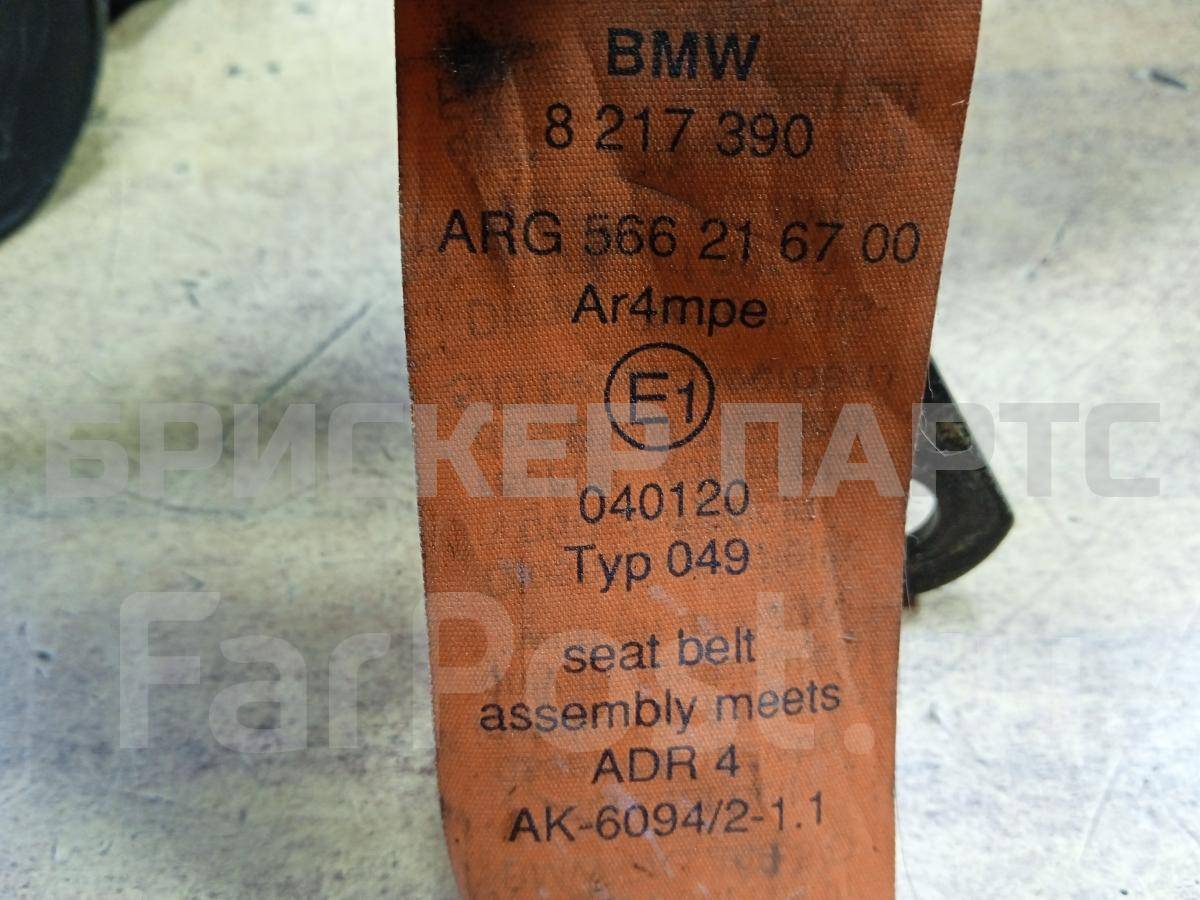 BMW
8 217 390
ARG 566 21 67 00
Ar4mpe
E1
БРИСКЕР ПАРТС
040120
Typ 049
FarPost.ru
seat belt
assembly meets
ADR 4
AK-6094/2-1.1